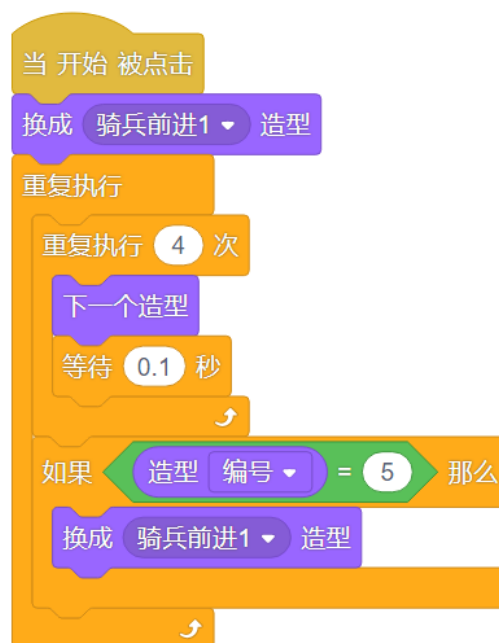 当 开始 被点击
换成 骑兵前进1 造型
重复执行
重复执行 4 次
下一个造型
等待 0.1 秒
如果 造型 编号 = 5 那么
换成 骑兵前进1 造型